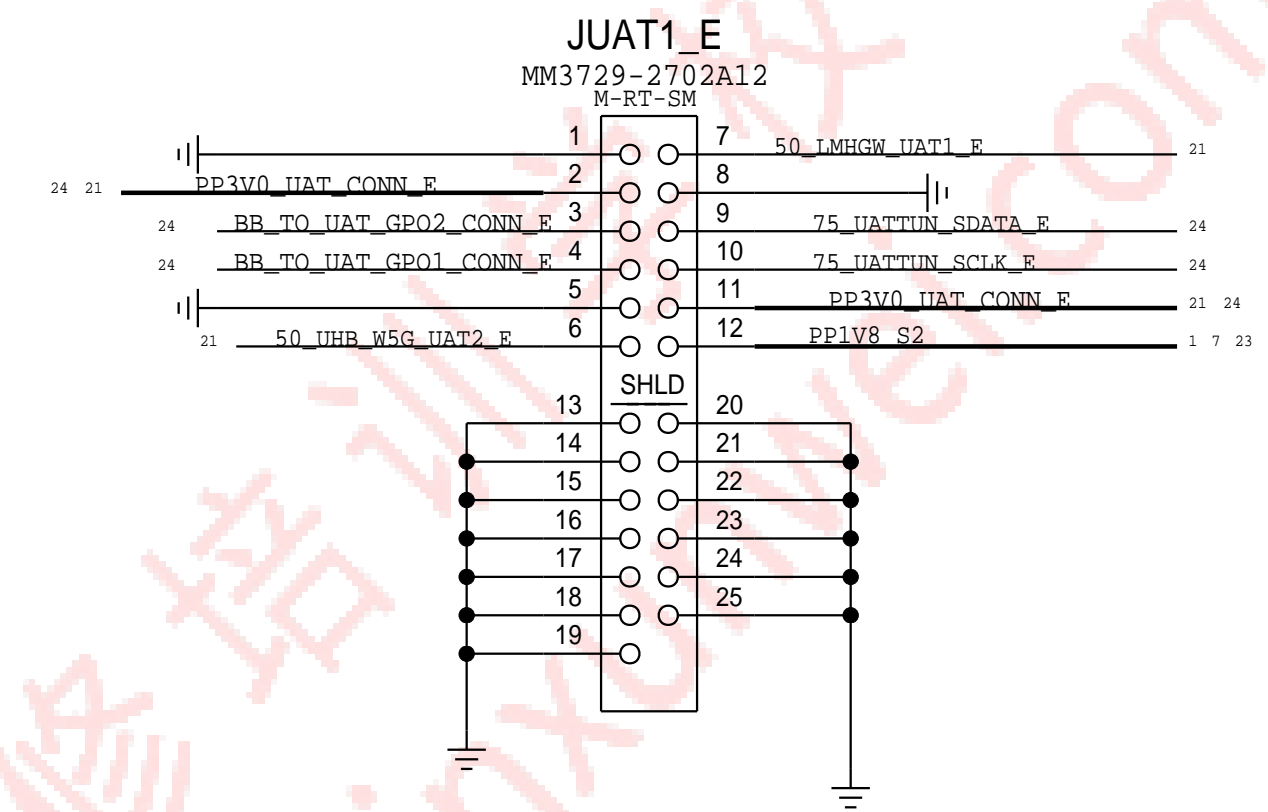 JUAT1_E
MM3729-2702A12
M-RT-SM
1 7 50_LMHGW_UAT1_E 21
24 21 PP3V0_UAT_CONN_E 2 8
24 BB_TO_UAT_GPO2_CONN_E 3 9 75_UATTUN_SDATA_E 24
24 BB_TO_UAT_GPO1_CONN_E 4 10 75_UATTUN_SCLK_E 24
5 11 PP3V0_UAT_CONN_E 21 24
21 50_UHB_W5G_UAT2_E 6 12 PP1V8_S2 1 7 23
SHLD
13 20
14 21
15 22
16 23
17 24
18 25
19